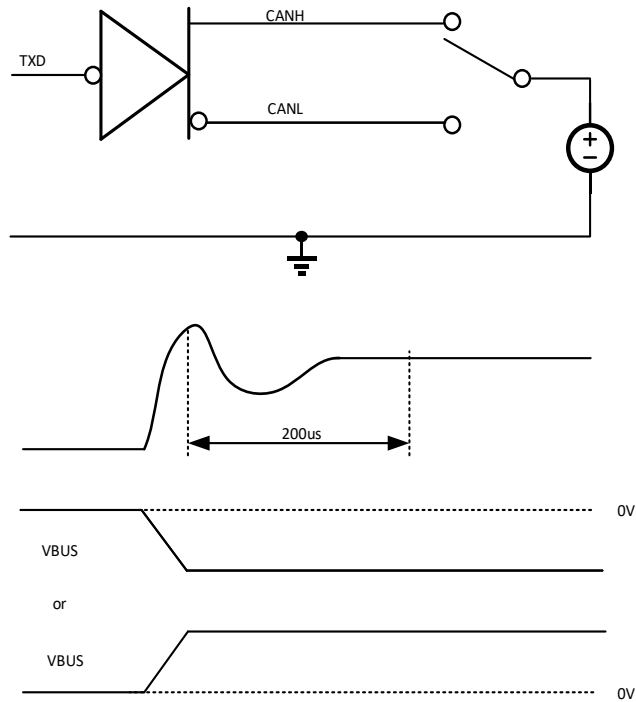 CANH
TXD
CANL
+
−
200us
0V
VBUS
or
VBUS
0V